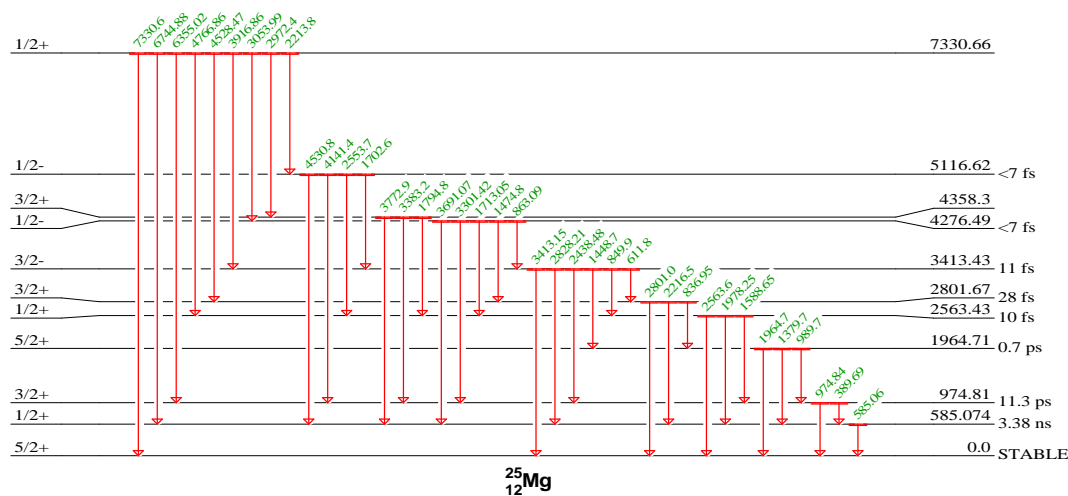 7330.6 6744.88 6355.02 4766.86 4528.47 3916.86 3053.99 2972.4 2213.8
1/2+ 7330.66
4530.8 4141.4 2553.7 1702.6
1/2- 5116.62 <7 fs
3772.9 3383.2 1794.8 3691.07 3301.42 1713.05 1474.8 863.09
3/2+ 4358.3
1/2- 4276.49 <7 fs
3413.15 2828.21 2438.48 1448.7 849.9 611.8
3/2- 3413.43 11 fs
2801.0 2216.5 836.95
3/2+ 2801.67 28 fs
2563.6 1978.25 1588.65
1/2+ 2563.43 10 fs
1964.7 1379.7 989.7
5/2+ 1964.71 0.7 ps
974.84 389.69
3/2+ 974.81 11.3 ps
585.06
1/2+ 585.074 3.38 ns
5/2+ 0.0 STABLE
25
12Mg